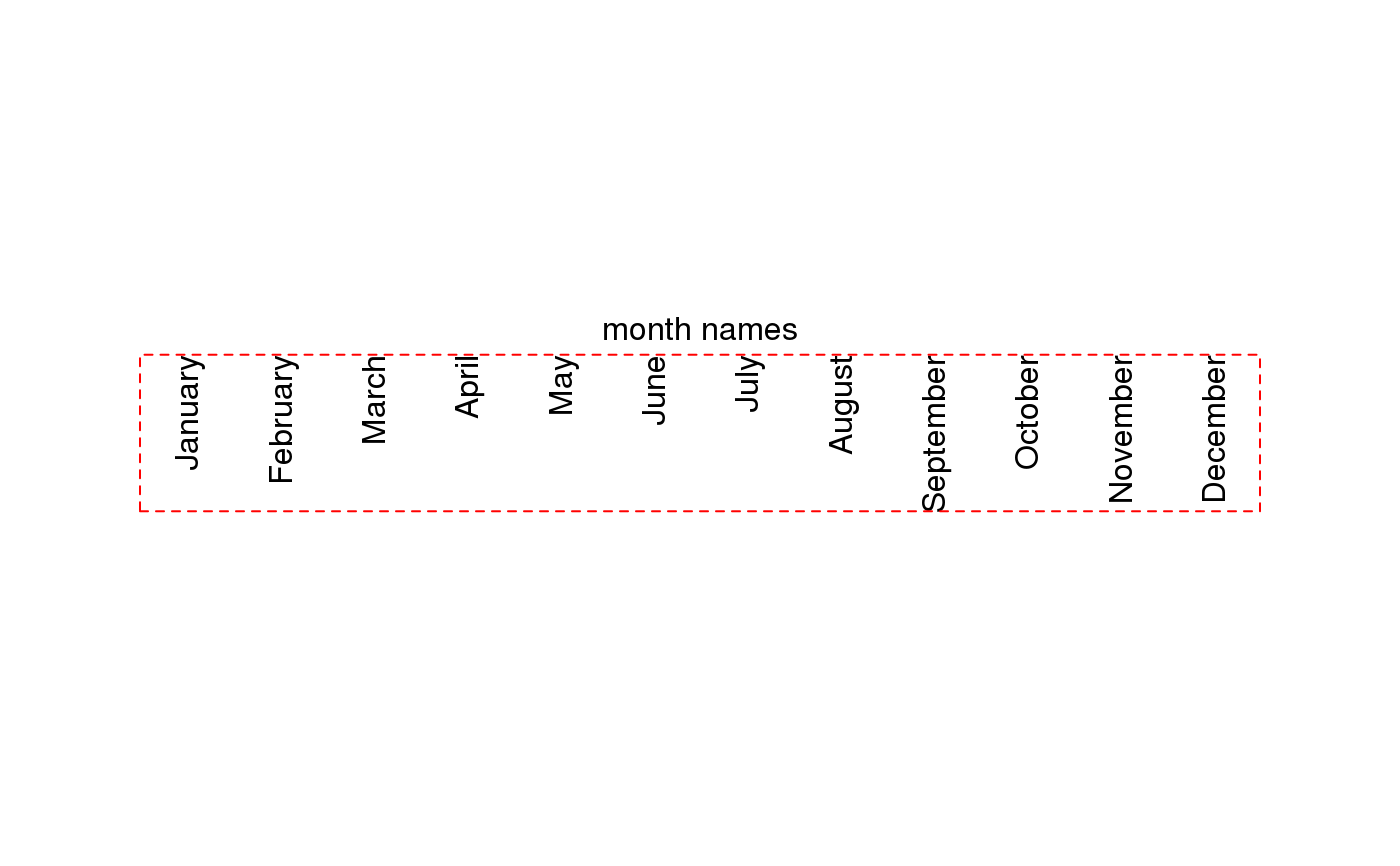 month names
January
February
March
April
May
June
July
August
September
October
November
December